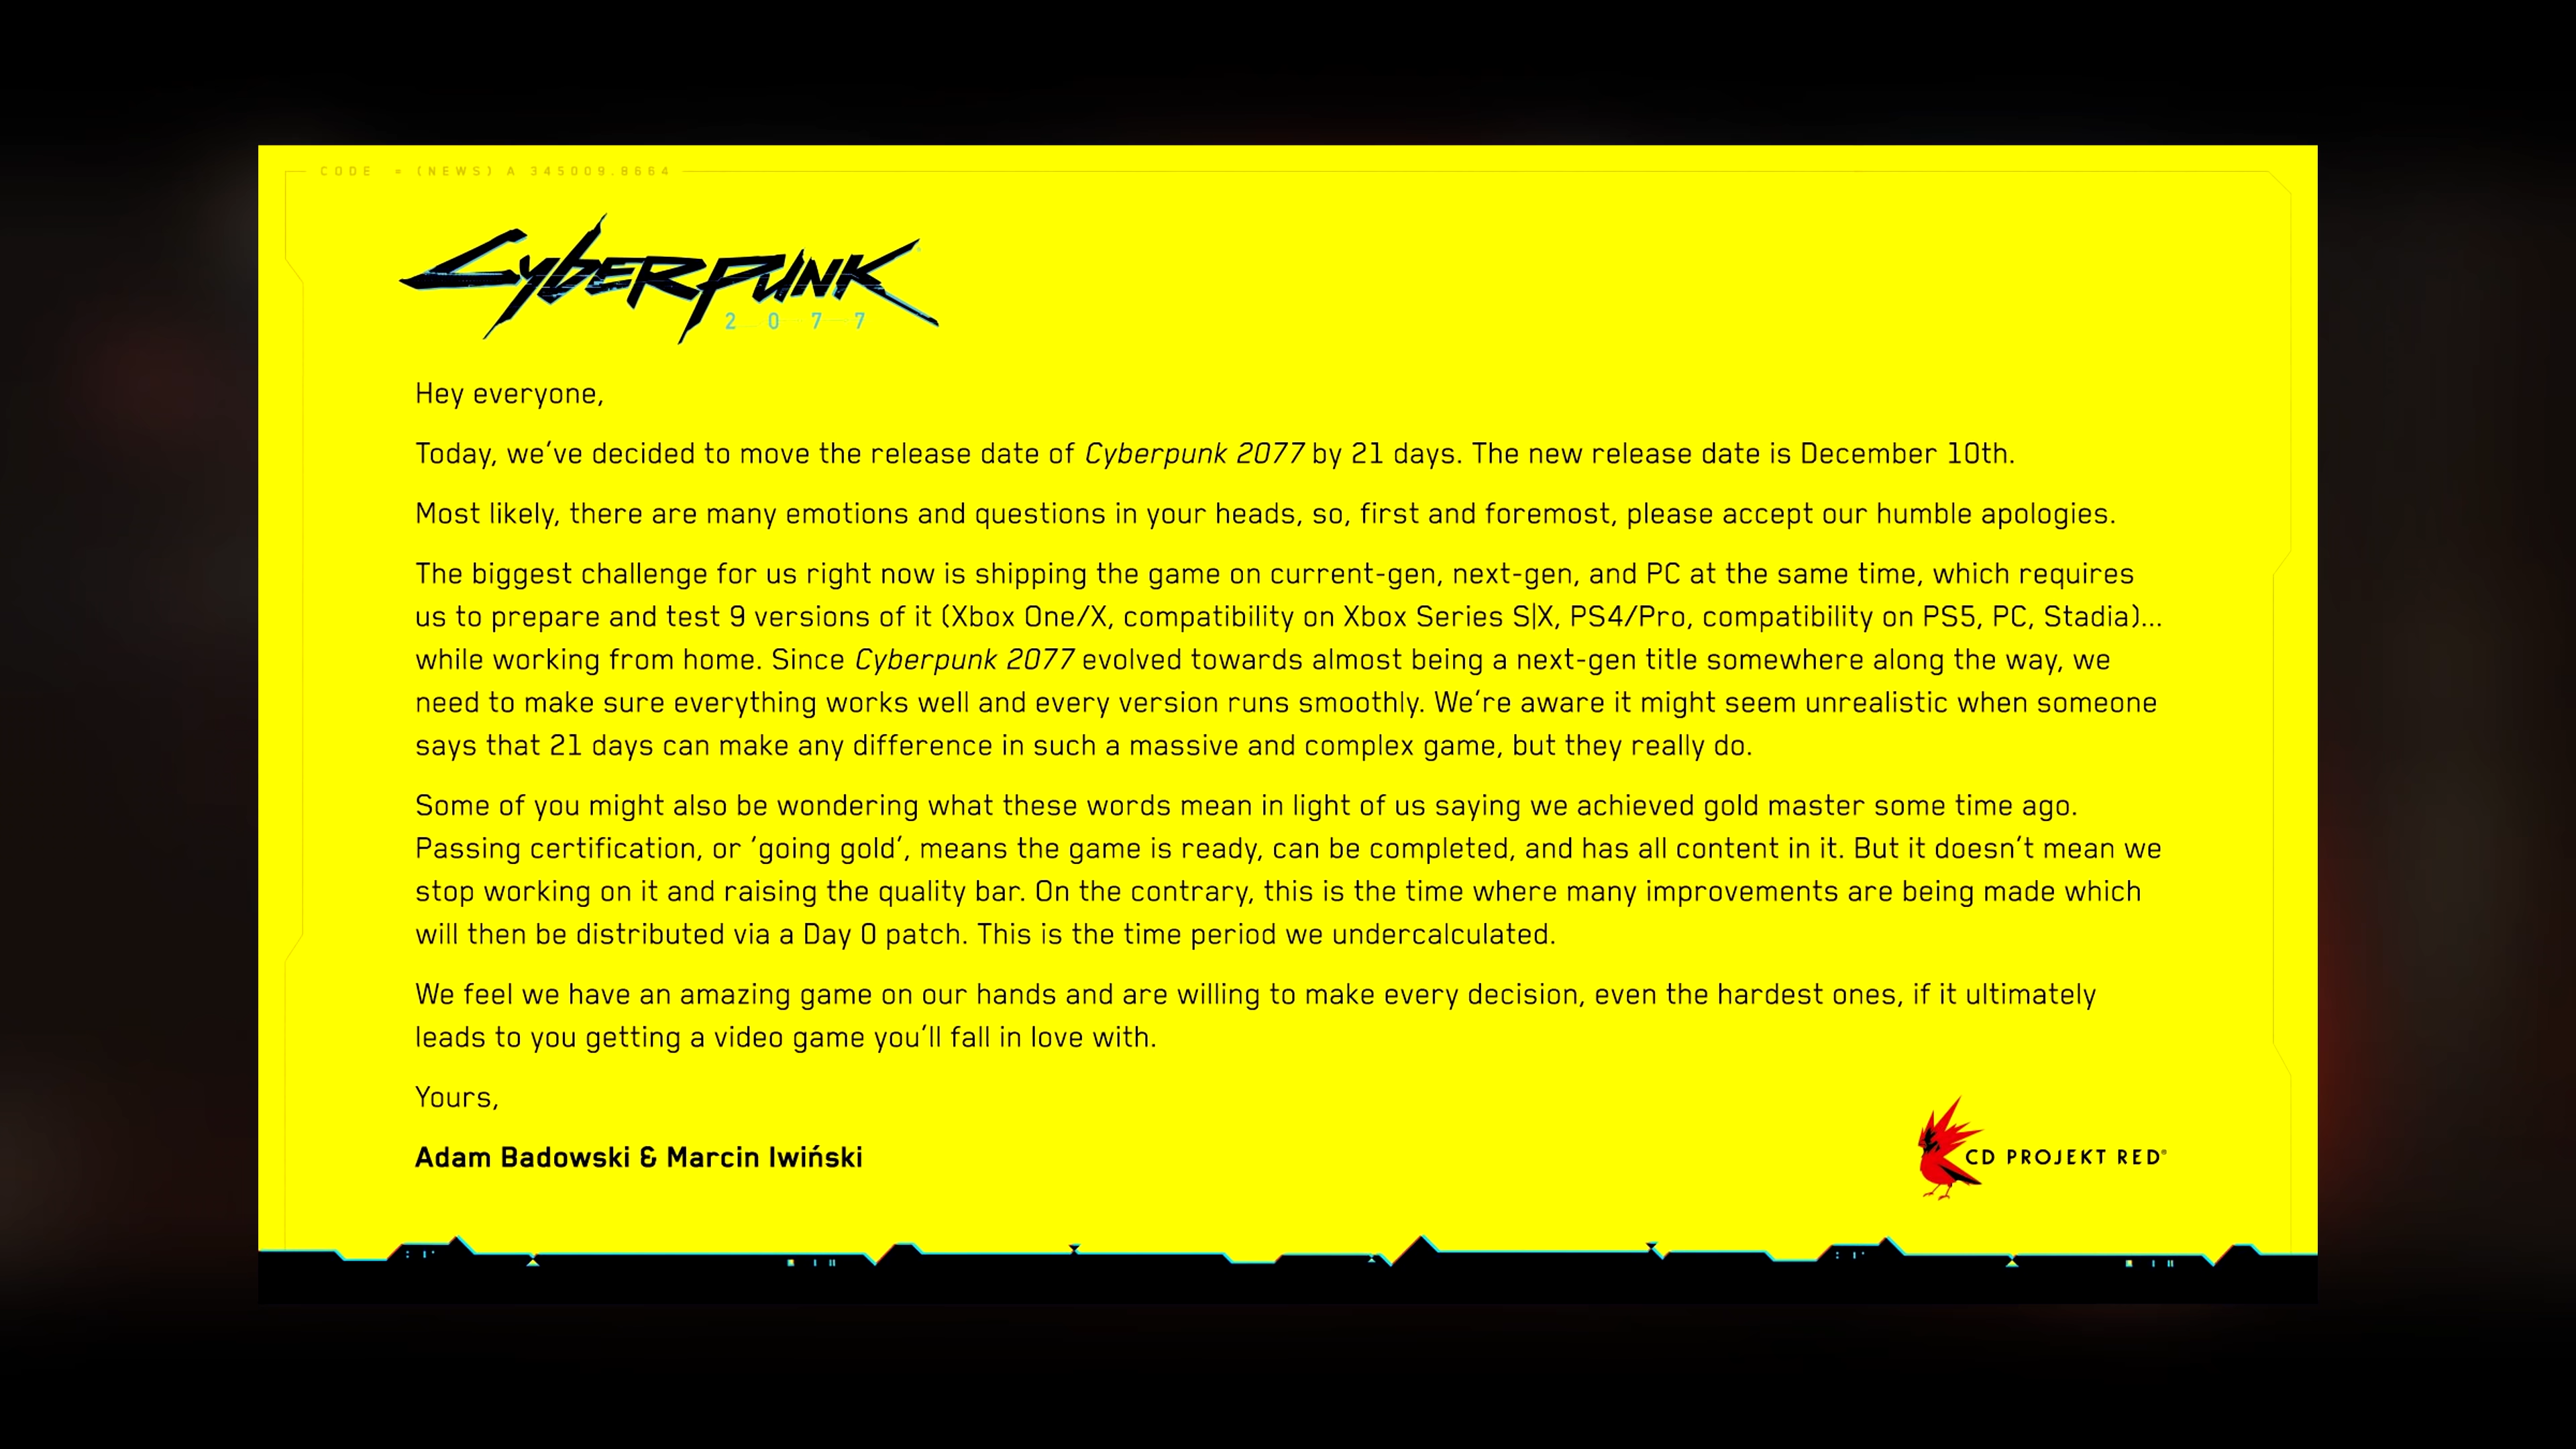 CODE = (NEWS) A 345009.8664
Cyberpunk
2077
Hey everyone,
Today, we've decided to move the release date of Cyberpunk 2077 by 21 days. The new release date is December 10th.
Most likely, there are many emotions and questions in your heads, so, first and foremost, please accept our humble apologies.
The biggest challenge for us right now is shipping the game on current-gen, next-gen, and PC at the same time, which requires
us to prepare and test 9 versions of it (Xbox One/X, compatibility on Xbox Series S|X, PS4/Pro, compatibility on PS5, PC, Stadia)...
while working from home. Since Cyberpunk 2077 evolved towards almost being a next-gen title somewhere along the way, we
need to make sure everything works well and every version runs smoothly. We're aware it might seem unrealistic when someone
says that 21 days can make any difference in such a massive and complex game, but they really do.
Some of you might also be wondering what these words mean in light of us saying we achieved gold master some time ago.
Passing certification, or 'going gold', means the game is ready, can be completed, and has all content in it. But it doesn't mean we
stop working on it and raising the quality bar. On the contrary, this is the time where many improvements are being made which
will then be distributed via a Day 0 patch. This is the time period we undercalculated.
We feel we have an amazing game on our hands and are willing to make every decision, even the hardest ones, if it ultimately
leads to you getting a video game you'll fall in love with.
Yours,
Adam Badowski & Marcin Iwiński
CD PROJEKT RED®